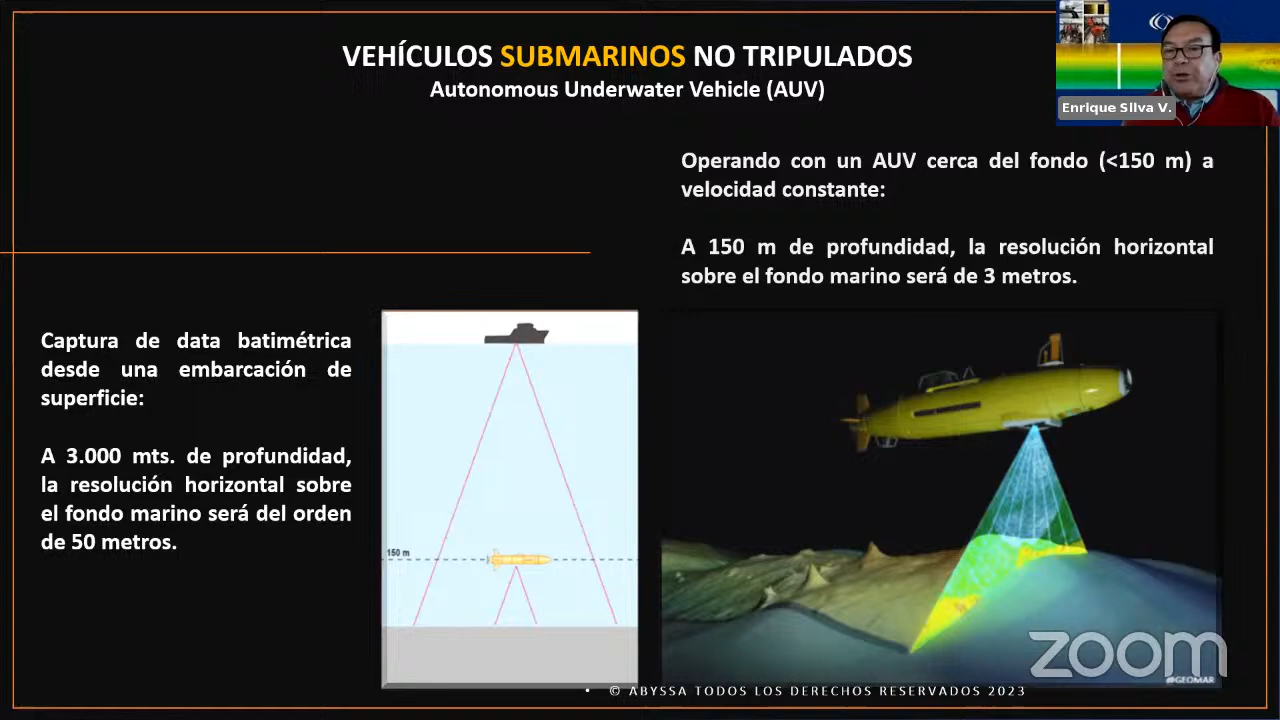 VEHÍCULOS SUBMARINOS NO TRIPULADOS
Autonomous Underwater Vehicle (AUV)
Enrique Silva V.
Operando con un AUV cerca del fondo (<150 m) a
velocidad constante:
A 150 m de profundidad, la resolución horizontal
sobre el fondo marino será de 3 metros.
Captura de data batimétrica
desde una embarcación de
superficie:
A 3.000 mts. de profundidad,
la resolución horizontal sobre
el fondo marino será del orden
de 50 metros.
150 m
zoom
@GEOMAR
• © ABYSSA TODOS LOS DERECHOS RESERVADOS 2023